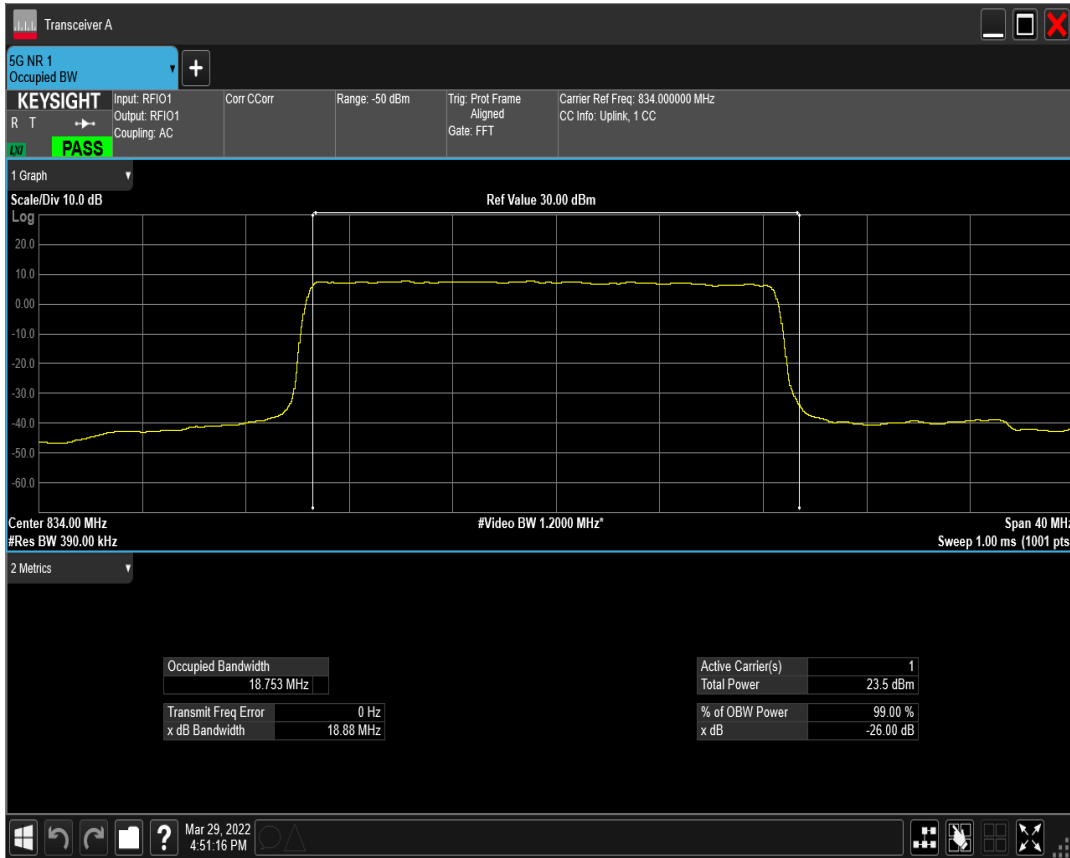 Transceiver A
5G NR 1
Occupied BW
KEYSIGHT
R T
LXI
PASS
Input: RFIO1
Output: RFIO1
Coupling: AC
Corr CCorr
Range: -50 dBm
Trig: Prot Frame
Aligned
Gate: FFT
Carrier Ref Freq: 834.000000 MHz
CC Info: Uplink, 1 CC
1 Graph
Scale/Div 10.0 dB
Ref Value 30.00 dBm
Log
20.0
10.0
0.00
-10.0
-20.0
-30.0
-40.0
-50.0
-60.0
Center 834.00 MHz
#Video BW 1.2000 MHz*
Span 40 MHz
#Res BW 390.00 kHz
Sweep 1.00 ms (1001 pts
2 Metrics
Occupied Bandwidth
18.753 MHz
Transmit Freq Error 0 Hz
x dB Bandwidth 18.88 MHz
Active Carrier(s) 1
Total Power 23.5 dBm
% of OBW Power 99.00 %
x dB -26.00 dB
?
Mar 29, 2022
4:51:16 PM